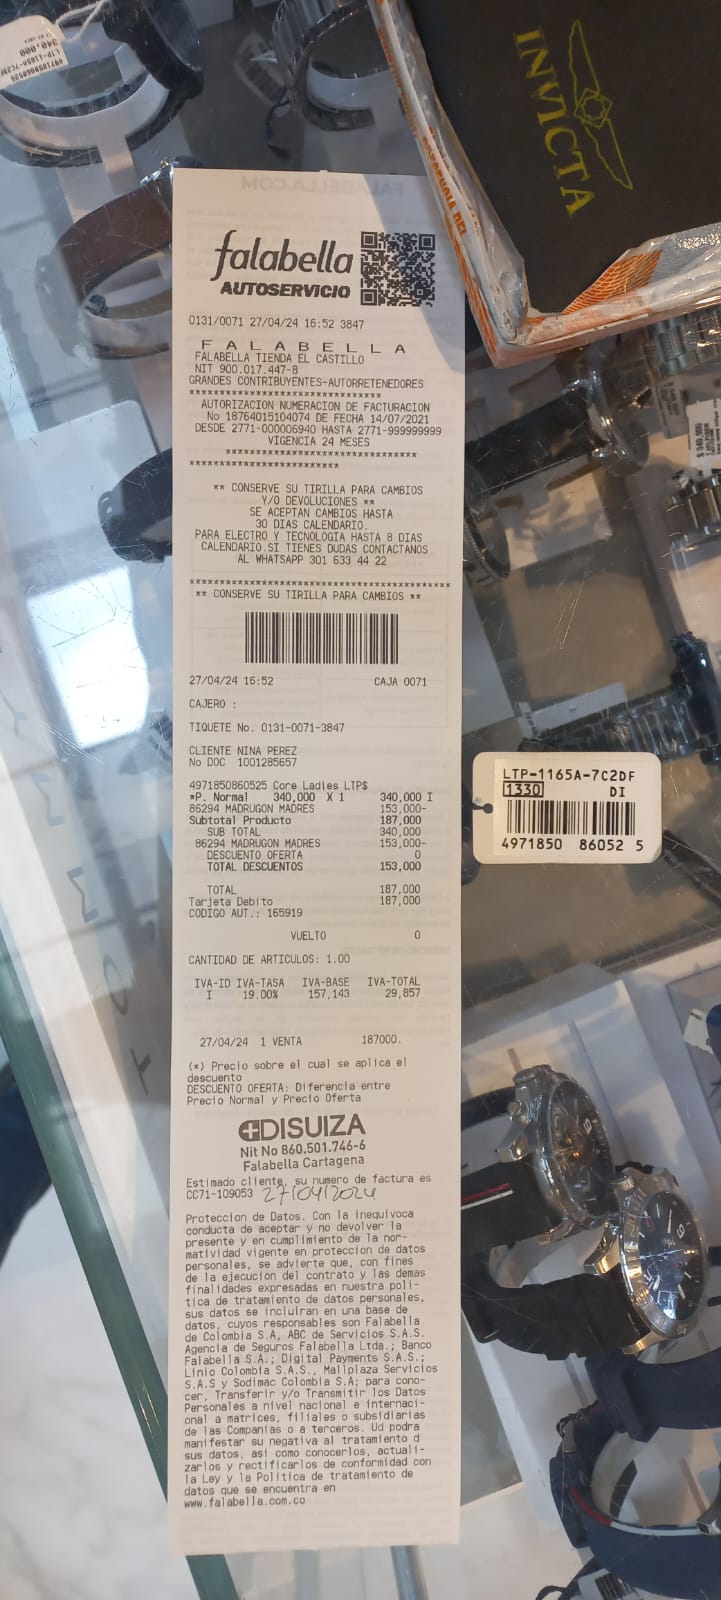 340.000
LTP-1165A-7C2DF
INVICTA
FALABELLA.COM
falabella
AUTOSERVICIO
0131/0071 27/04/24 16:52 3847
F A L A B E L L A
FALABELLA TIENDA EL CASTILLO
NIT 900.017.447-8
GRANDES CONTRIBUYENTES-AUTORRETENEDORES
**********************************
AUTORIZACION NUMERACION DE FACTURACION
No 18764015104074 DE FECHA 14/07/2021
DESDE 2771-000006940 HASTA 2771-999999999
VIGENCIA 24 MESES
**********************************
**************************
** CONSERVE SU TIRILLA PARA CAMBIOS
Y/O DEVOLUCIONES **
SE ACEPTAN CAMBIOS HASTA
30 DIAS CALENDARIO.
PARA ELECTRO Y TECNOLOGIA HASTA 8 DIAS
CALENDARIO.SI TIENES DUDAS CONTACTANOS
AL WHATSAPP 301 633 44 22
**********************************************
** CONSERVE SU TIRILLA PARA CAMBIOS **
27/04/24 16:52 CAJA 0071
CAJERO :
TIQUETE No. 0131-0071-3847
CLIENTE NINA PEREZ
No DOC 1001285657
4971850860525 Core Ladies LTP$
*P. Normal 340,000 X 1 340,000 I
86294 MADRUGON MADRES 153,000-
Subtotal Producto 187,000
SUB TOTAL 340,000
86294 MADRUGON MADRES 153,000-
DESCUENTO OFERTA 0
TOTAL DESCUENTOS 153,000
TOTAL 187,000
Tarjeta Debito 187,000
CODIGO AUT.: 165919
VUELTO 0
CANTIDAD DE ARTICULOS: 1.00
IVA-ID IVA-TASA IVA-BASE IVA-TOTAL
I 19.00% 157,143 29,857
27/04/24 1 VENTA 187000.
(*) Precio sobre el cual se aplica el
descuento
DESCUENTO OFERTA: Diferencia entre
Precio Normal y Precio Oferta
DISUIZA
Nit No 860.501.746-6
Falabella Cartagena
Estimado cliente, su numero de factura es
CC71-109053 27/04/2024
Proteccion de Datos. Con la inequivoca
conducta de aceptar y no devolver la
presente y en cumplimiento de la nor-
matividad vigente en proteccion de datos
personales, se advierte que, con fines
de la ejecucion del contrato y las demas
finalidades expresadas en nuestra poli-
tica de tratamiento de datos personales,
sus datos se incluiran en una base de
datos, cuyos responsables son Falabella
de Colombia S.A, ABC de Servicios S.A.S.
Agencia de Seguros Falabella Ltda.; Banco
Falabella S.A.; Digital Payments S.A.S.;
Linio Colombia S.A.S., Mallplaza Servicios
S.A.S y Sodimac Colombia S.A; para cono-
cer, Transferir y/o Transmitir los Datos
Personales a nivel nacional e internaci-
onal a matrices, filiales o subsidiarias
de las Companias o a terceros. Ud podra
manifestar su negativa al tratamiento d
sus datos, asi como conocerlos, actuali-
zarlos y rectificarlos de conformidad con
la Ley y la Politica de tratamiento de
datos que se encuentra en
www.falabella.com.co
LTP-1165A-7C2DF
1330 DI
4971850 86052 5